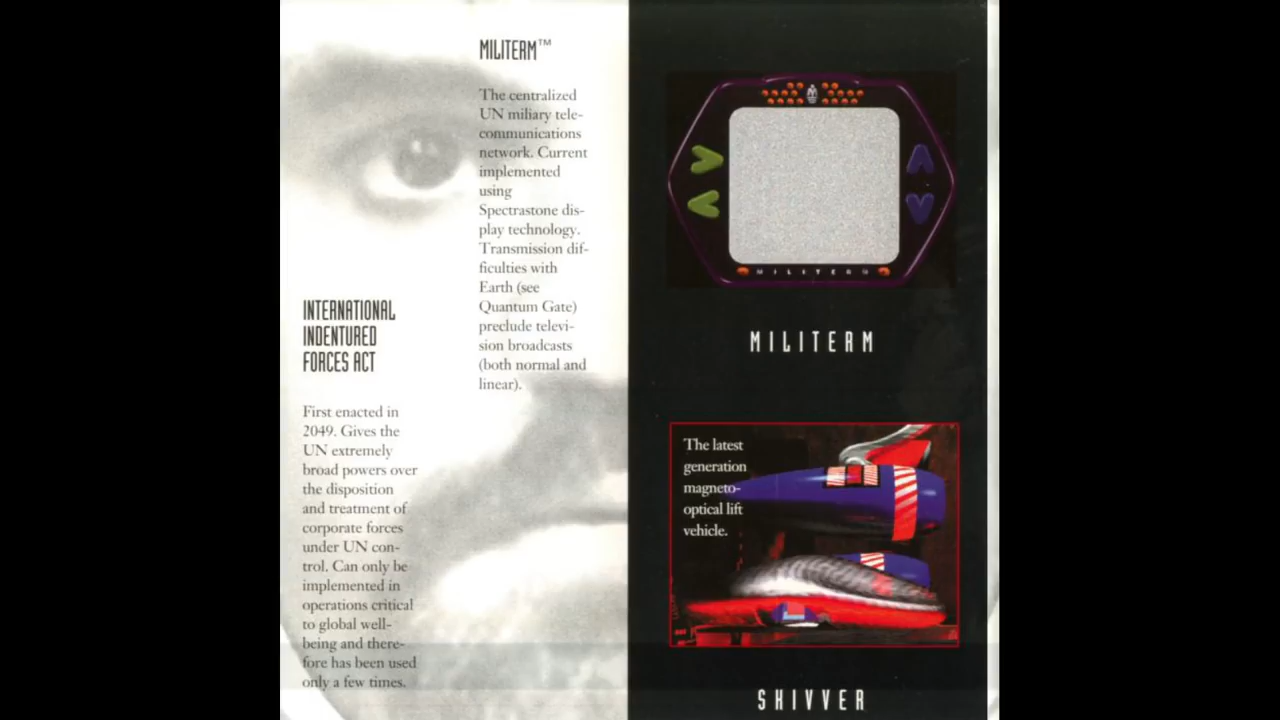 MILITERM™
The centralized
UN miliary tele-
communications
network. Current
implemented
using
Spectrastone dis-
play technology.
Transmission dif-
ficulties with
Earth (see
Quantum Gate)
preclude televi-
sion broadcasts
(both normal and
linear).
INTERNATIONAL
INDENTURED
FORCES ACT
First enacted in
2049. Gives the
UN extremely
broad powers over
the disposition
and treatment of
corporate forces
under UN con-
trol. Can only be
implemented in
operations critical
to global well-
being and there-
fore has been used
only a few times.
MILITERM
MILITERM
The latest
generation
magneto-
optical lift
vehicle.
SHIVVER